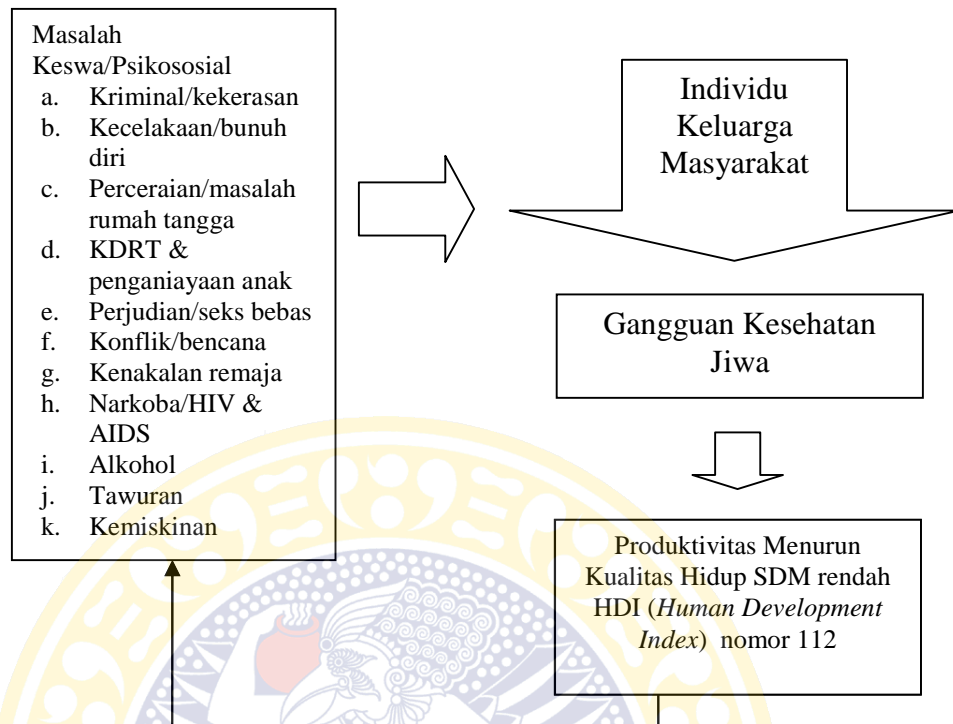 Masalah
Keswa/Psikososial
a. Kriminal/kekerasan
b. Kecelakaan/bunuh
diri
c. Perceraian/masalah
rumah tangga
d. KDRT &
penganiayaan anak
e. Perjudian/seks bebas
f. Konflik/bencana
g. Kenakalan remaja
h. Narkoba/HIV &
AIDS
i. Alkohol
j. Tawuran
k. Kemiskinan
Individu
Keluarga
Masyarakat
Gangguan Kesehatan
Jiwa
Produktivitas Menurun
Kualitas Hidup SDM rendah
HDI (Human Development
Index) nomor 112